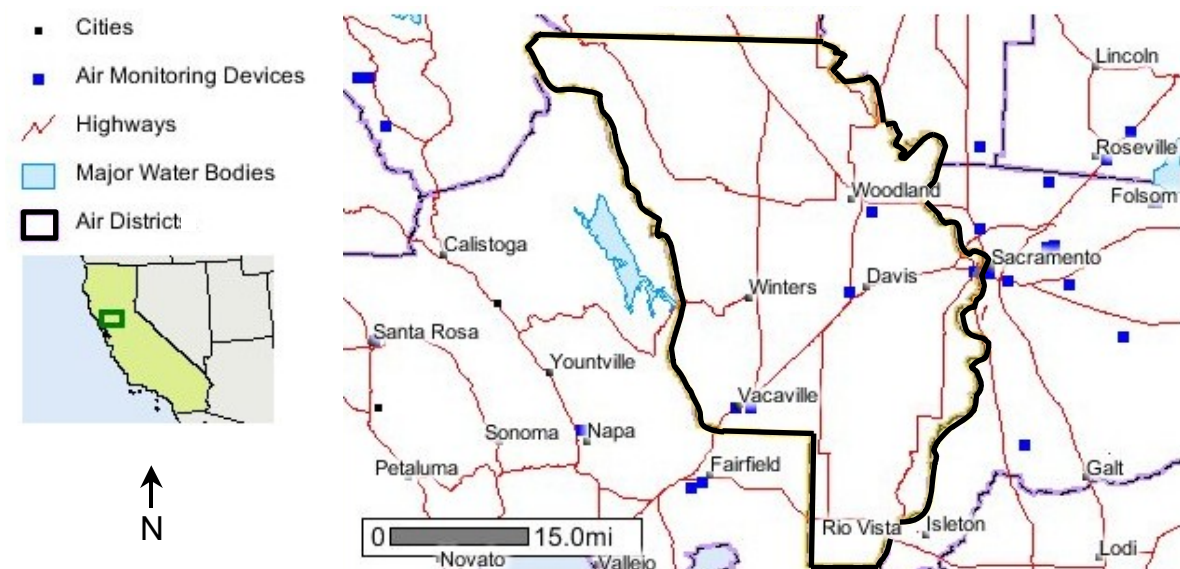 Cities
Air Monitoring Devices
Highways
Major Water Bodies
Air Districts
N
Lincoln
Roseville
Folsom
Woodland
Calistoga
Sacramento
Davis
Winters
Santa Rosa
Yountville
Vacaville
Sonoma
Napa
Petaluma
Fairfield
Galt
Rio Vista
Isleton
0 15.0mi
Lodi
Novato
Vallejo